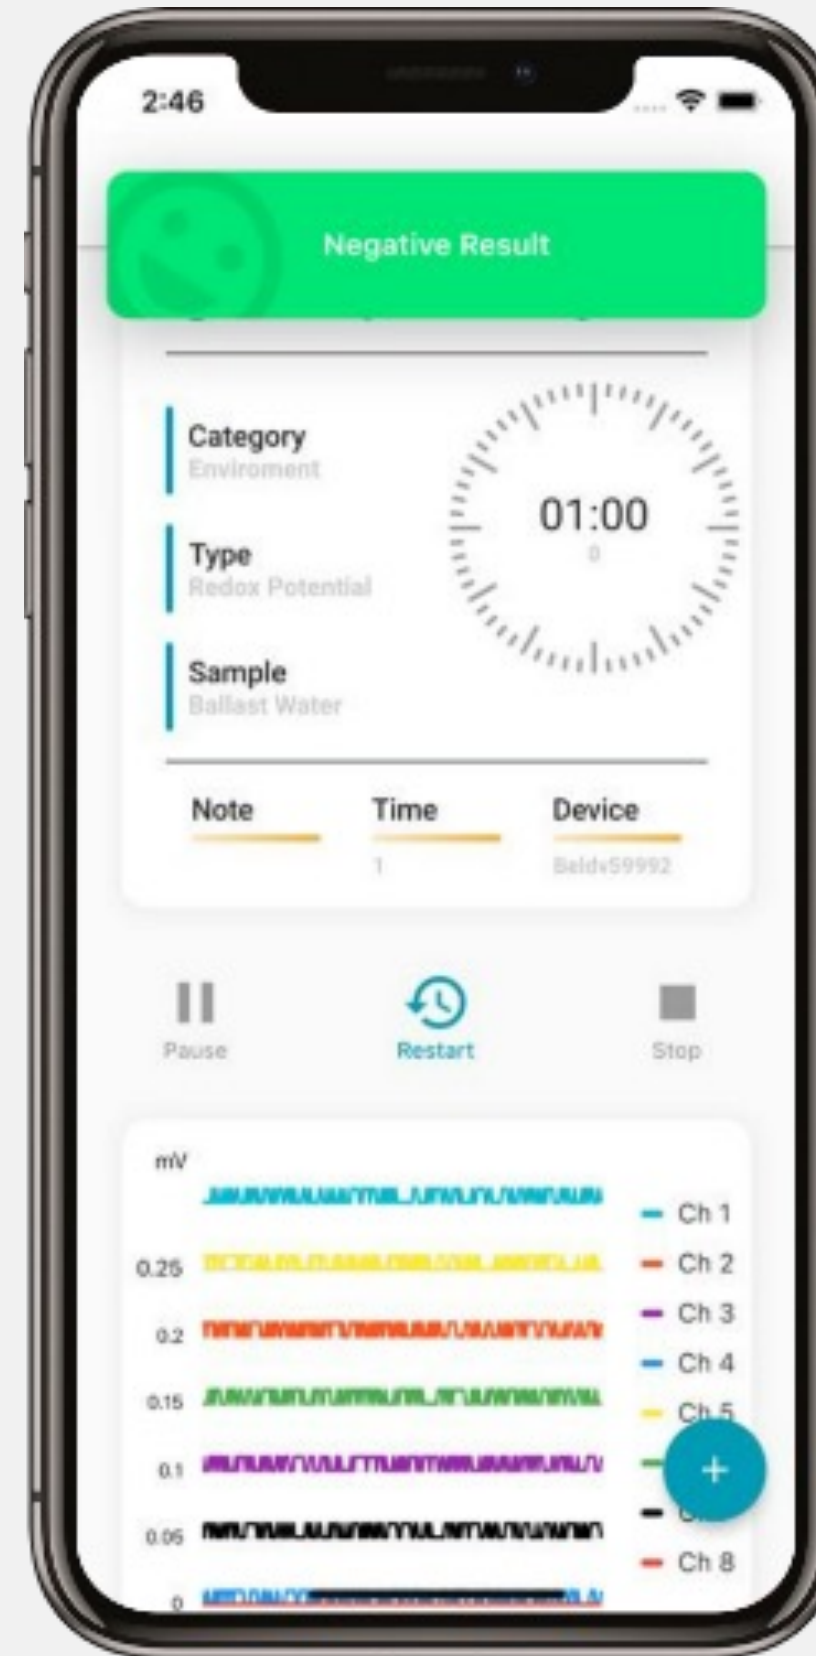 2:46
Negative Result
Category
Enviroment
01:00
0
Type
Redox Potential
Sample
Ballast Water
Note
Time
Device
1
Beldv59992
Pause
Restart
Stop
mV
0.25
0.2
0.15
0.1
0.05
0
Ch 1
Ch 2
Ch 3
Ch 4
Ch 5
+
Ch 8